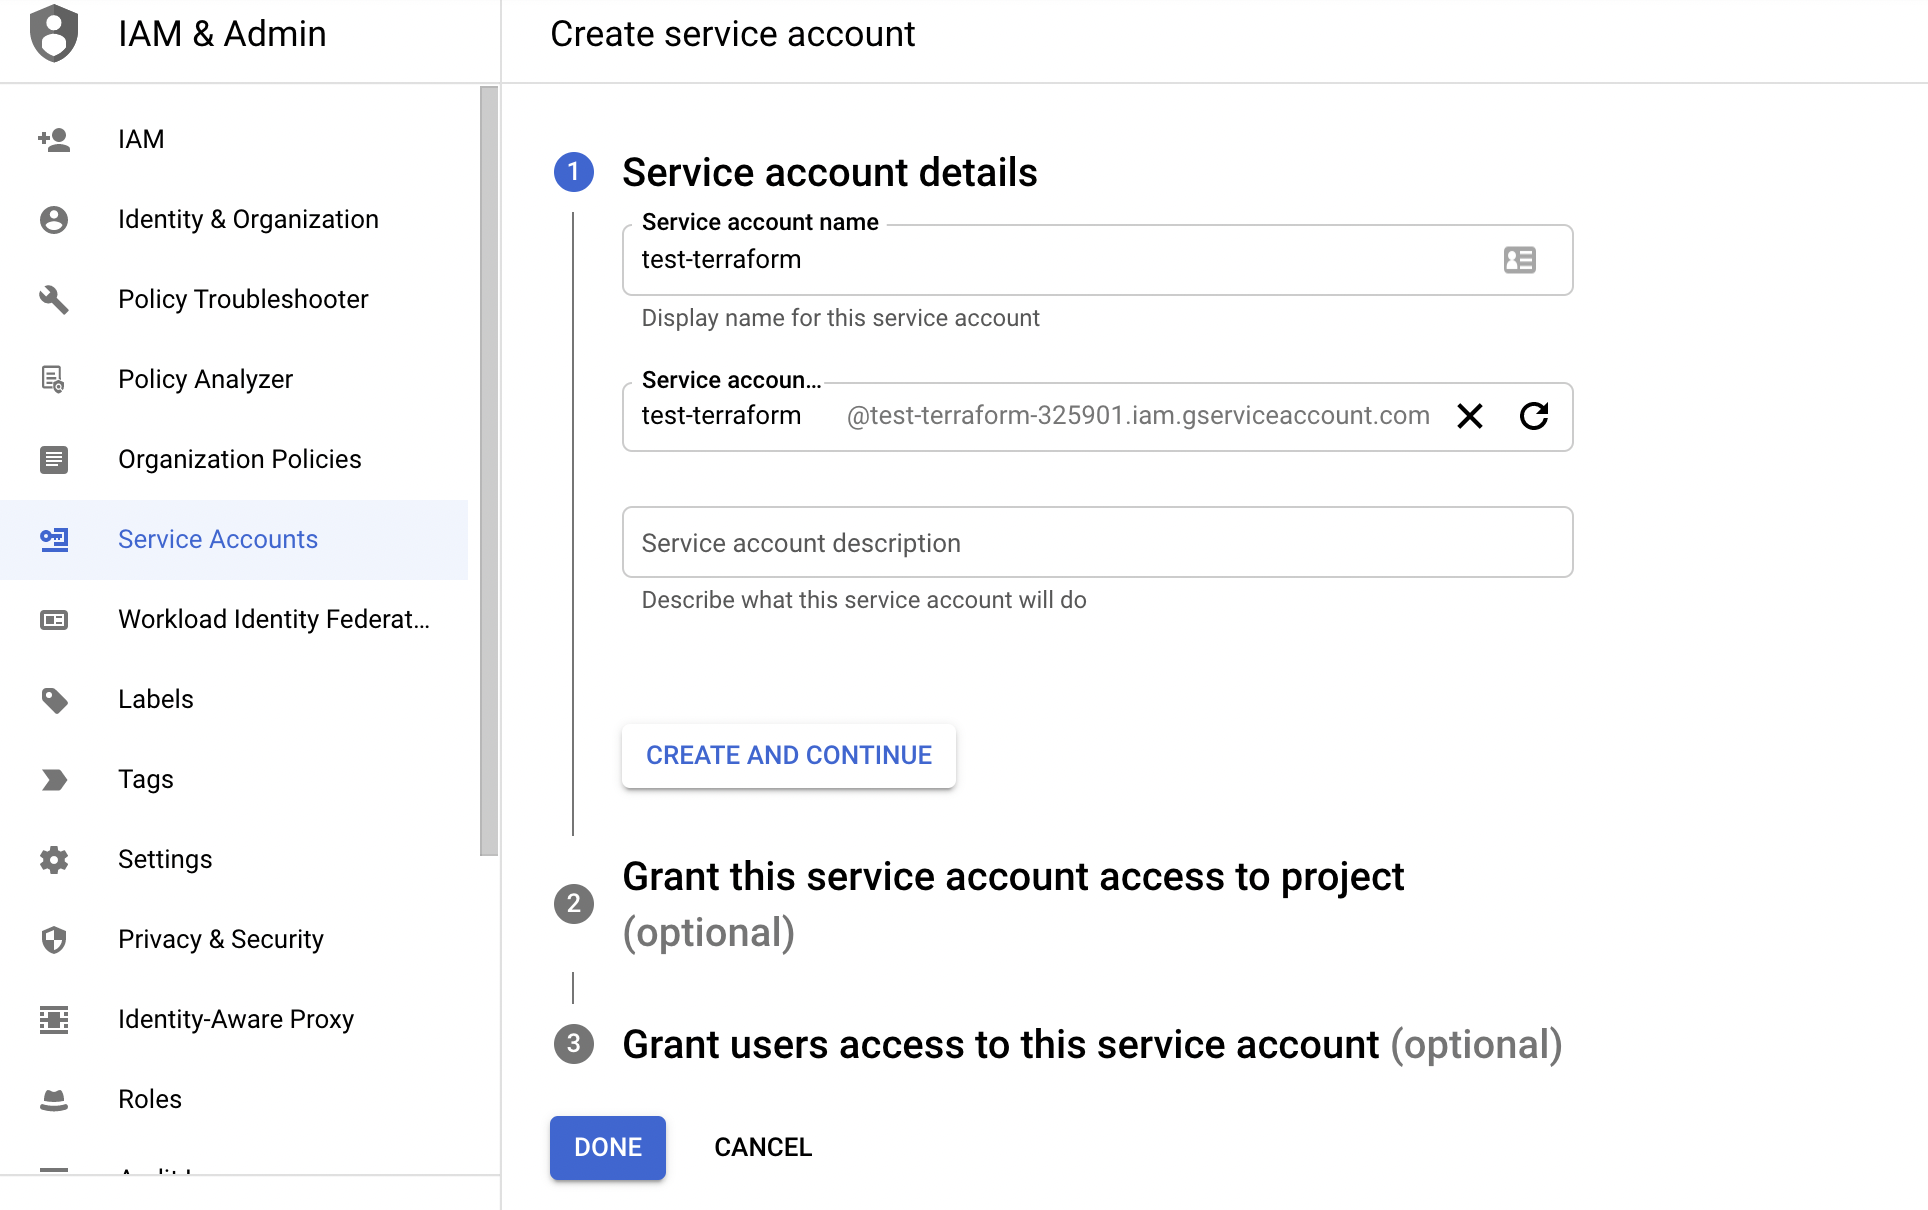 IAM & Admin
Create service account
IAM
Identity & Organization
Policy Troubleshooter
Policy Analyzer
Organization Policies
Service Accounts
Workload Identity Federat...
Labels
Tags
Settings
Privacy & Security
Identity-Aware Proxy
Roles
1
Service account details
Service account name
test-terraform
Display name for this service account
Service accoun...
test-terraform @test-terraform-325901.iam.gserviceaccount.com
Service account description
Describe what this service account will do
CREATE AND CONTINUE
2
Grant this service account access to project
(optional)
3
Grant users access to this service account (optional)
DONE
CANCEL